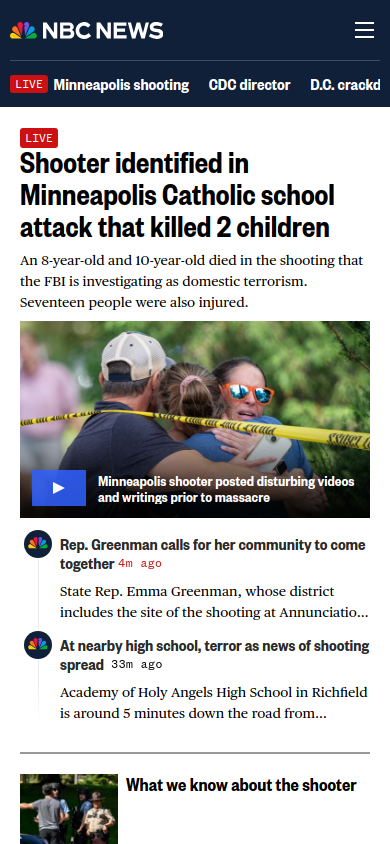 NBC NEWS
LIVE Minneapolis shooting CDC director D.C. crackd
LIVE
Shooter identified in
Minneapolis Catholic school
attack that killed 2 children
An 8-year-old and 10-year-old died in the shooting that
the FBI is investigating as domestic terrorism.
Seventeen people were also injured.
Minneapolis shooter posted disturbing videos
and writings prior to massacre
Rep. Greenman calls for her community to come
together 4m ago
State Rep. Emma Greenman, whose district
includes the site of the shooting at Annunciatio...
At nearby high school, terror as news of shooting
spread 33m ago
Academy of Holy Angels High School in Richfield
is around 5 minutes down the road from...
What we know about the shooter